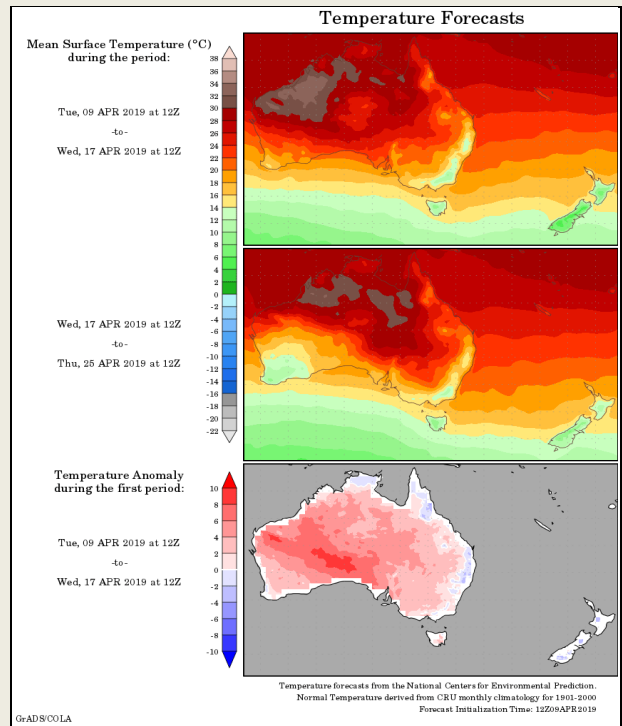 Temperature Forecasts
Mean Surface Temperature (°C)
during the period:
38
36
34
32
30
28
26
24
22
20
18
16
14
12
10
8
6
4
2
0
-2
-4
-6
-8
-10
-12
-14
-16
-18
-20
-22
Tue, 09 APR 2019 at 12Z
-to-
Wed, 17 APR 2019 at 12Z
Wed, 17 APR 2019 at 12Z
-to-
Thu, 25 APR 2019 at 12Z
Temperature Anomaly
during the first period:
10
8
6
4
2
0
-2
-4
-6
-8
-10
Tue, 09 APR 2019 at 12Z
-to-
Wed, 17 APR 2019 at 12Z
Temperature forecasts from the National Centers for Environmental Prediction.
Normal Temperature derived from CRU monthly climatology for 1901-2000
Forecast Initialization Time: 12Z09APR2019
GrADS/COLA